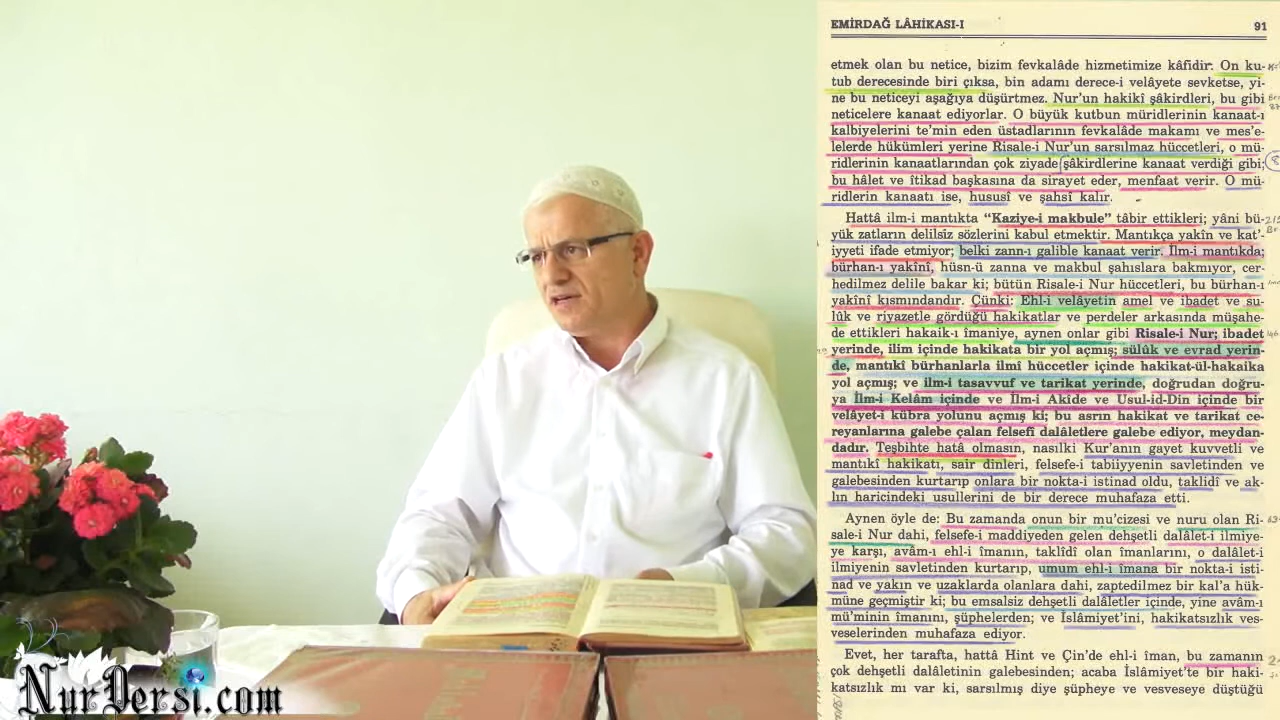 EMİRDAĞ LÂHİKASI-I 91
etmek olan bu netice, bizim fevkalâde hizmetimize kâfidir. On ku-
tub derecesinde biri çıksa, bin adamı derece-i velâyete sevketse, yi-
ne bu neticeyi aşağıya düşürtmez. Nur'un hakikî şâkirdleri, bu gibi
neticelere kanaat ediyorlar. O büyük kutbun müridlerinin kanaat-ı
kalbiyelerini te'min eden üstadlarının fevkalâde makamı ve mes'e-
lelerde hükümleri yerine Risale-i Nur'un sarsılmaz hüccetleri, o mü-
ridlerinin kanaatlarından çok ziyade şâkirdlerine kanaat verdiği gibi;
bu hâlet ve îtikad başkasına da sirayet eder, menfaat verir. O mü-
ridlerin kanaatı ise, hususî ve şahsî kalır.
Hattâ ilm-i mantıkta "Kaziye-i makbule" tâbir ettikleri; yâni bü-
yük zatların delilsiz sözlerini kabul etmektir. Mantıkça yakîn ve kat'-
iyyeti ifade etmiyor; belki zann-ı galible kanaat verir. İlm-i mantıkda;
bürhan-ı yakînî, hüsn-ü zanna ve makbul şahıslara bakmıyor, cer-
hedilmez delile bakar ki; bütün Risale-i Nur hüccetleri, bu bürhan-ı
yakînî kısmındandır. Çünki: Ehl-i velâyetin amel ve ibadet ve su-
lûk ve riyazetle gördüğü hakikatlar ve perdeler arkasında müşahe-
de ettikleri hakaik-ı îmaniye, aynen onlar gibi Risale-i Nur; ibadet
yerinde, ilim içinde hakikata bir yol açmış; sülûk ve evrad yerin-
de, mantıkî bürhanlarla ilmî hüccetler içinde hakikat-ül-hakaika
yol açmış; ve ilm-i tasavvuf ve tarikat yerinde, doğrudan doğru-
ya İlm-i Kelâm içinde ve İlm-i Akide ve Usul-id-Din içinde bir
velâyet-i kübra yolunu açmış ki; bu asrın hakikat ve tarikat ce-
reyanlarına galebe çalan felsefî dalâletlere galebe ediyor, meydan-
dadır. Teşbihte hatâ olmasın, nasılki Kur'anın gayet kuvvetli ve
mantıkî hakikatı, sair dinleri, felsefe-i tabiiyyenin savletinden ve
galebesinden kurtarıp onlara bir nokta-i istinad oldu, taklidî ve ak-
lın haricindeki usullerini de bir derece muhafaza etti.
Aynen öyle de: Bu zamanda onun bir mu'cizesi ve nuru olan Ri-
sale-i Nur dahi, felsefe-i maddiyeden gelen dehşetli dalâlet-i ilmiye-
ye karşı, avâm-ı ehl-i îmanın, taklîdî olan îmanlarını, o dalâlet-i
ilmiyenin savletinden kurtarıp, umum ehl-i îmana bir nokta-i isti-
nad ve yakın ve uzaklarda olanlara dahi, zaptedilmez bir kal'a hük-
müne geçmiştir ki; bu emsalsiz dehşetli dalâletler içinde, yine avâm-ı
mü'minin imanını, şüphelerden; ve İslâmiyet'ini, hakikatsızlık ves-
veselerinden muhafaza ediyor.
Evet, her tarafta, hattâ Hint ve Çin'de ehl-i îman, bu zamanın
çok dehşetli dalâletinin galebesinden; acaba İslâmiyet'te bir haki-
katsızlık mı var ki, sarsılmış diye şüpheye ve vesveseye düştüğü
NurDersi.com